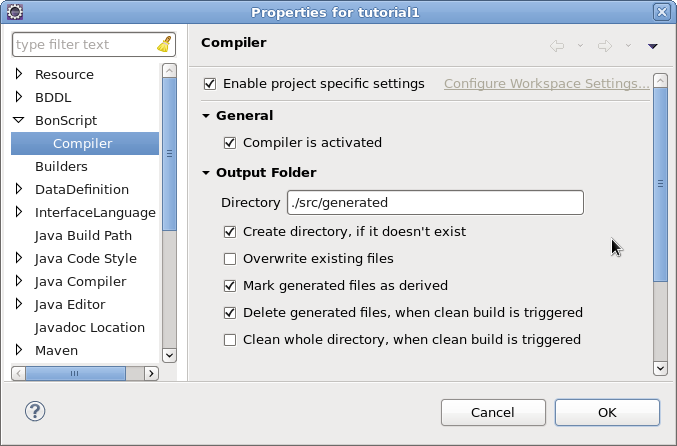 Properties for tutorial1
type filter text
Resource
BDDL
BonScript
Compiler
Builders
DataDefinition
InterfaceLanguage
Java Build Path
Java Code Style
Java Compiler
Java Editor
Javadoc Location
Maven
Compiler
Enable project specific settings
Configure Workspace Settings...
General
Compiler is activated
Output Folder
Directory ./src/generated
Create directory, if it doesn't exist
Overwrite existing files
Mark generated files as derived
Delete generated files, when clean build is triggered
Clean whole directory, when clean build is triggered
?
Cancel
OK